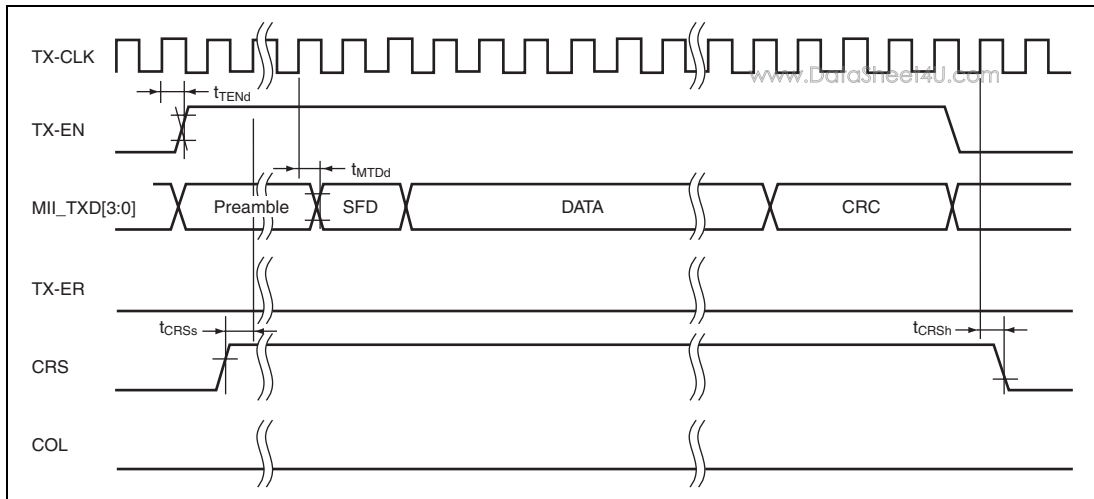 TX-CLK
www.DataSheet4U.com
tTENd
TX-EN
tMTDd
MII_TXD[3:0]
Preamble
SFD
DATA
CRC
TX-ER
tCRSs
tCRSh
CRS
COL